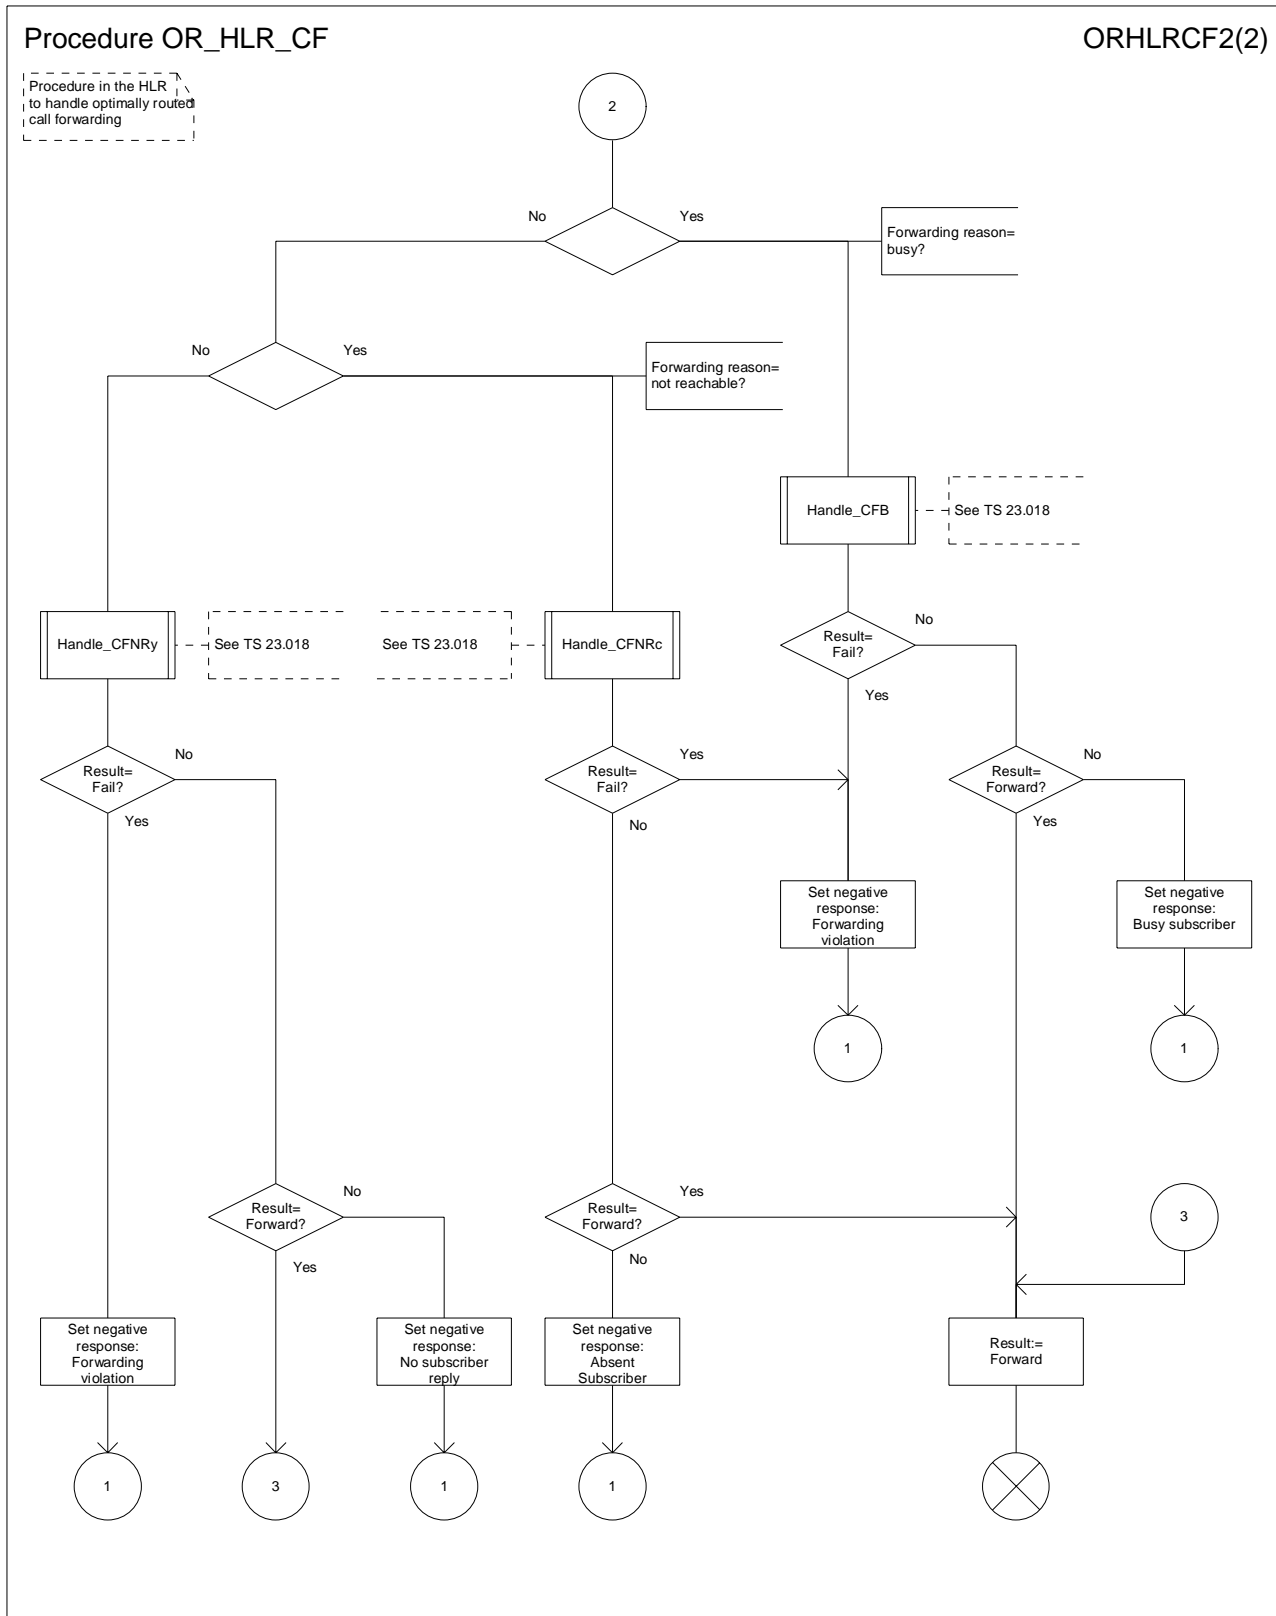 Procedure OR_HLR_CF
ORHLRCF2(2)
Procedure in the HLR
to handle optimally routed
call forwarding
2
No
Yes
Forwarding reason=
busy?
No
Yes
Forwarding reason=
not reachable?
Handle_CFB
See TS 23.018
Handle_CFNRy
See TS 23.018
See TS 23.018
Handle_CFNRc
Result=
Fail?
No
Yes
Result=
Fail?
No
Yes
Result=
Fail?
Yes
No
Result=
Forward?
No
Yes
Set negative
response:
Forwarding
violation
Set negative
response:
Busy subscriber
1
1
Result=
Forward?
No
Yes
Result=
Forward?
Yes
No
3
Set negative
response:
Forwarding
violation
Set negative
response:
No subscriber
reply
Set negative
response:
Absent
Subscriber
Result:=
Forward
1
3
1
1